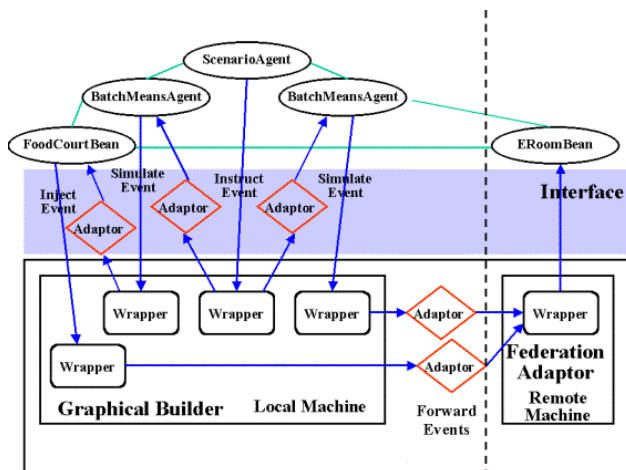 ScenarioAgent
BatchMeansAgent
BatchMeansAgent
FoodCourtBean
ERoomBean
Simulate
Event
Instruct
Event
Simulate
Event
Inject
Event
Interface
Adaptor
Adaptor
Adaptor
Wrapper
Wrapper
Wrapper
Adaptor
Wrapper
Wrapper
Adaptor
Federation
Adaptor
Graphical Builder
Local Machine
Forward
Events
Remote
Machine